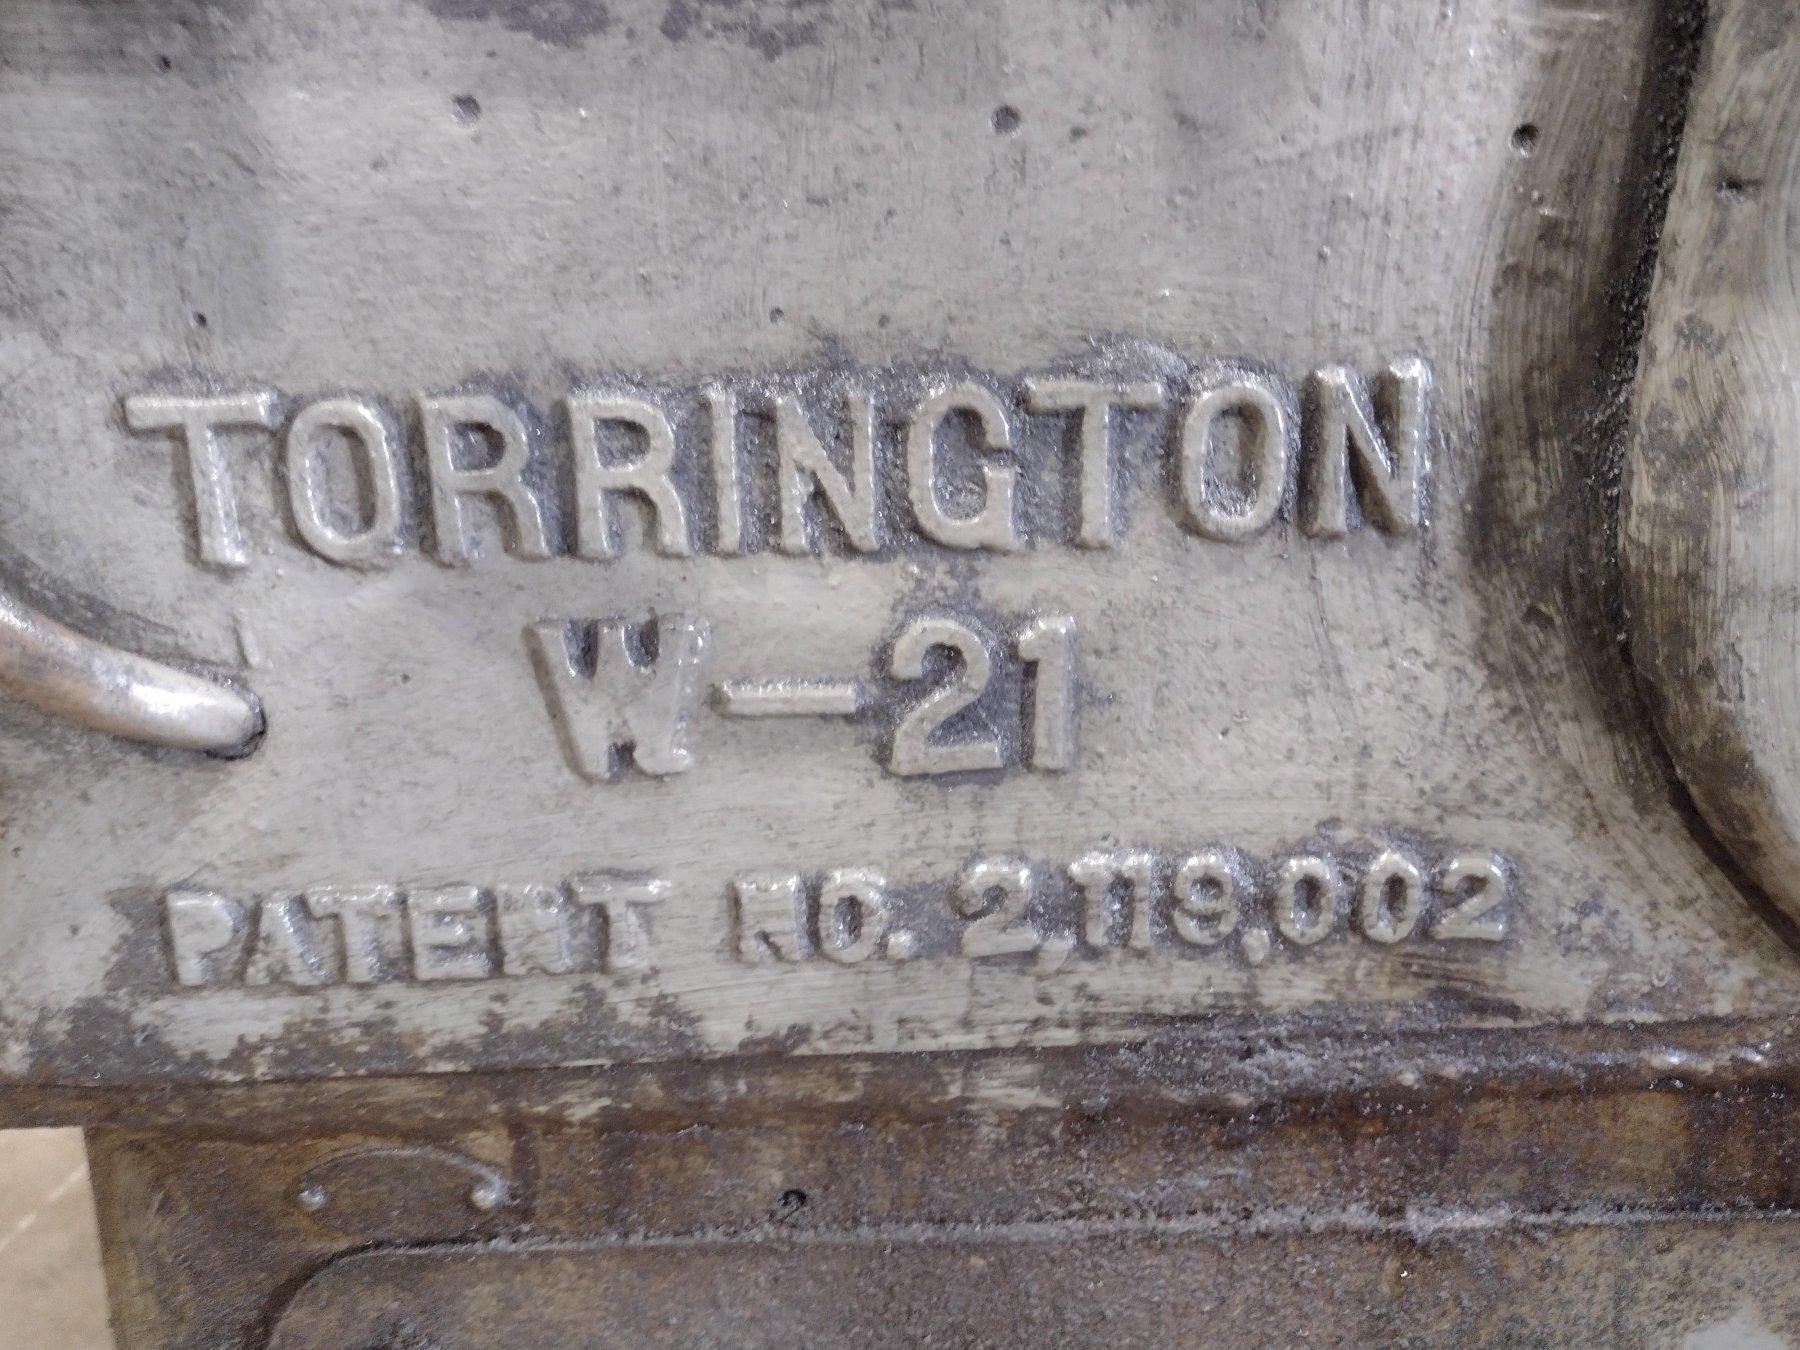 TORRINGTON
W-21
PATENT NO. 2,119,002